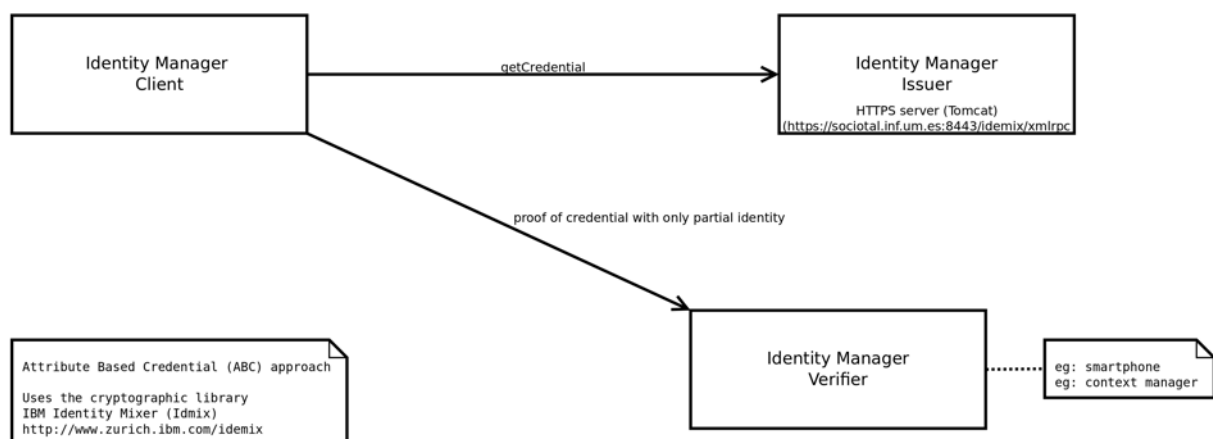 Identity Manager
Client
getCredential
Identity Manager
Issuer
HTTPS server (Tomcat)
(https://sociotal.inf.um.es:8443/idemix/xmlrpc
proof of credential with only partial identity
Identity Manager
Verifier
eg: smartphone
eg: context manager
Attribute Based Credential (ABC) approach
Uses the cryptographic library
IBM Identity Mixer (Idmix)
http://www.zurich.ibm.com/idemix